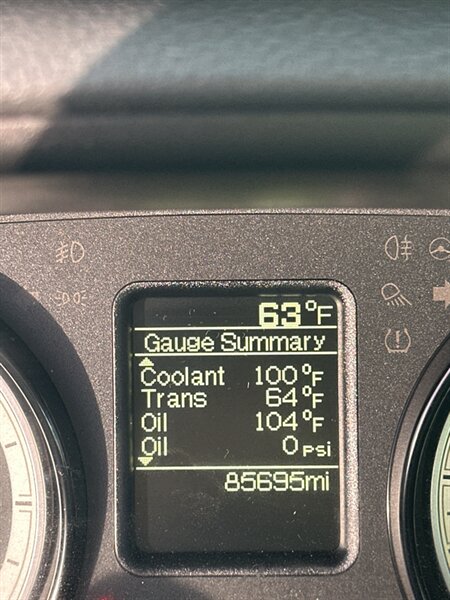 63°F
Gauge Summary
Coolant 100°F
Trans 64°F
Oil 104°F
Oil 0 PSI
85695mi